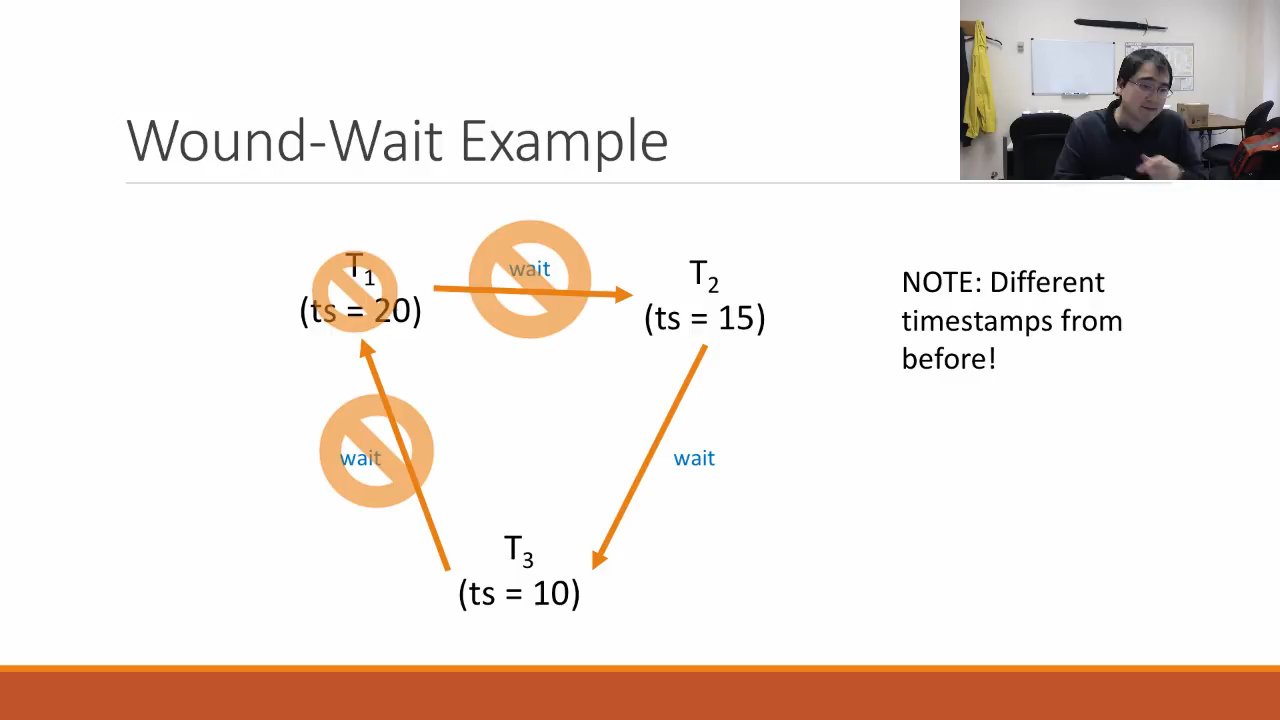 Wound-Wait Example
T1
(ts = 20)
wait
T2
(ts = 15)
NOTE: Different
timestamps from
before!
wait
wait
T3
(ts = 10)